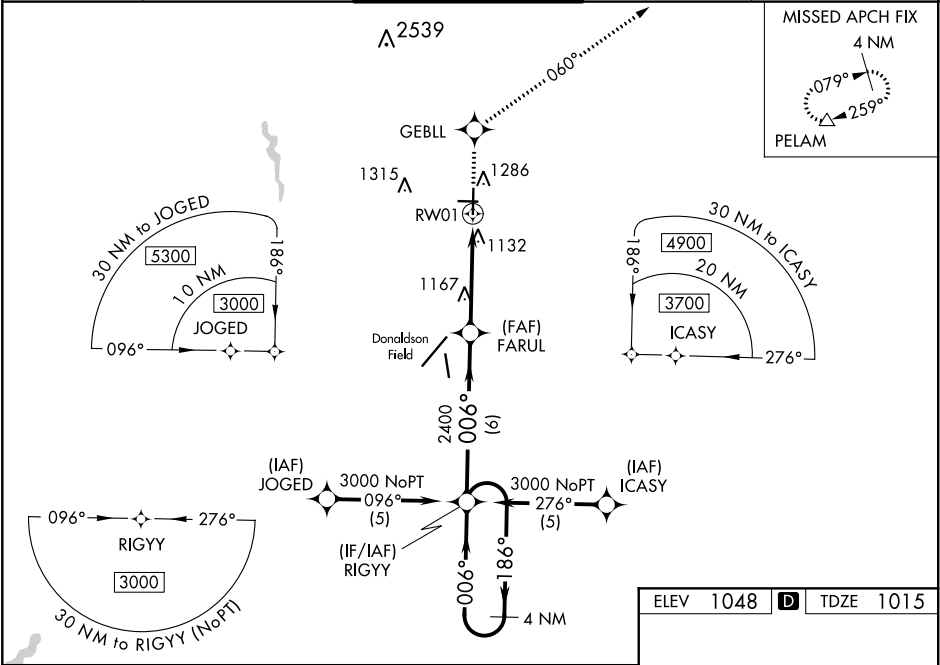 2539
MISSED APCH FIX
4 NM
079°
259°
PELAM
060°
GEBLL
1315
1286
RW01
1132
1167
30 NM to JOGED
5300
10 NM
3000
186°
JOGED
096°
30 NM to ICASY
4900
186°
20 NM
3700
ICASY
276°
Donaldson
Field
(FAF)
FARUL
2400
006°
(6)
(IAF)
JOGED
3000 NoPT
096°
(5)
3000 NoPT
276°
(5)
(IAF)
ICASY
(IF/IAF)
RIGYY
006°
186°
4 NM
096°
276°
RIGYY
3000
30 NM to RIGYY (NoPT)
ELEV 1048 D TDZE 1015